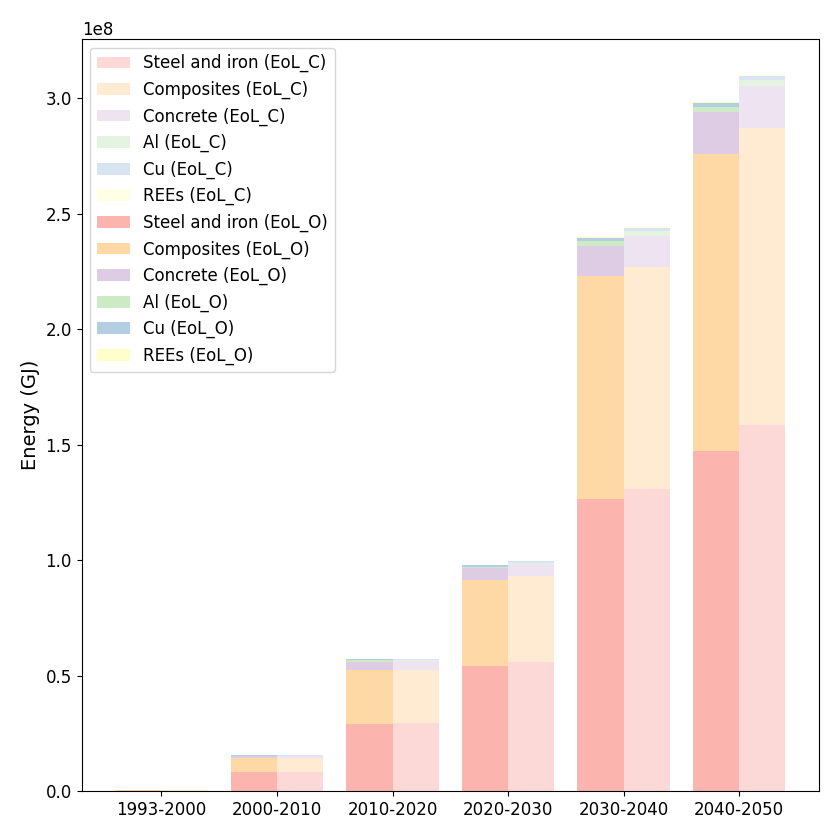 1e8
Steel and iron (EoL_C)
Composites (EoL_C)
Concrete (EoL_C)
Al (EoL_C)
Cu (EoL_C)
REEs (EoL_C)
Steel and iron (EoL_O)
Composites (EoL_O)
Concrete (EoL_O)
Al (EoL_O)
Cu (EoL_O)
REEs (EoL_O)
Energy (GJ)
3.0
2.5
2.0
1.5
1.0
0.5
0.0
1993-2000 2000-2010 2010-2020 2020-2030 2030-2040 2040-2050